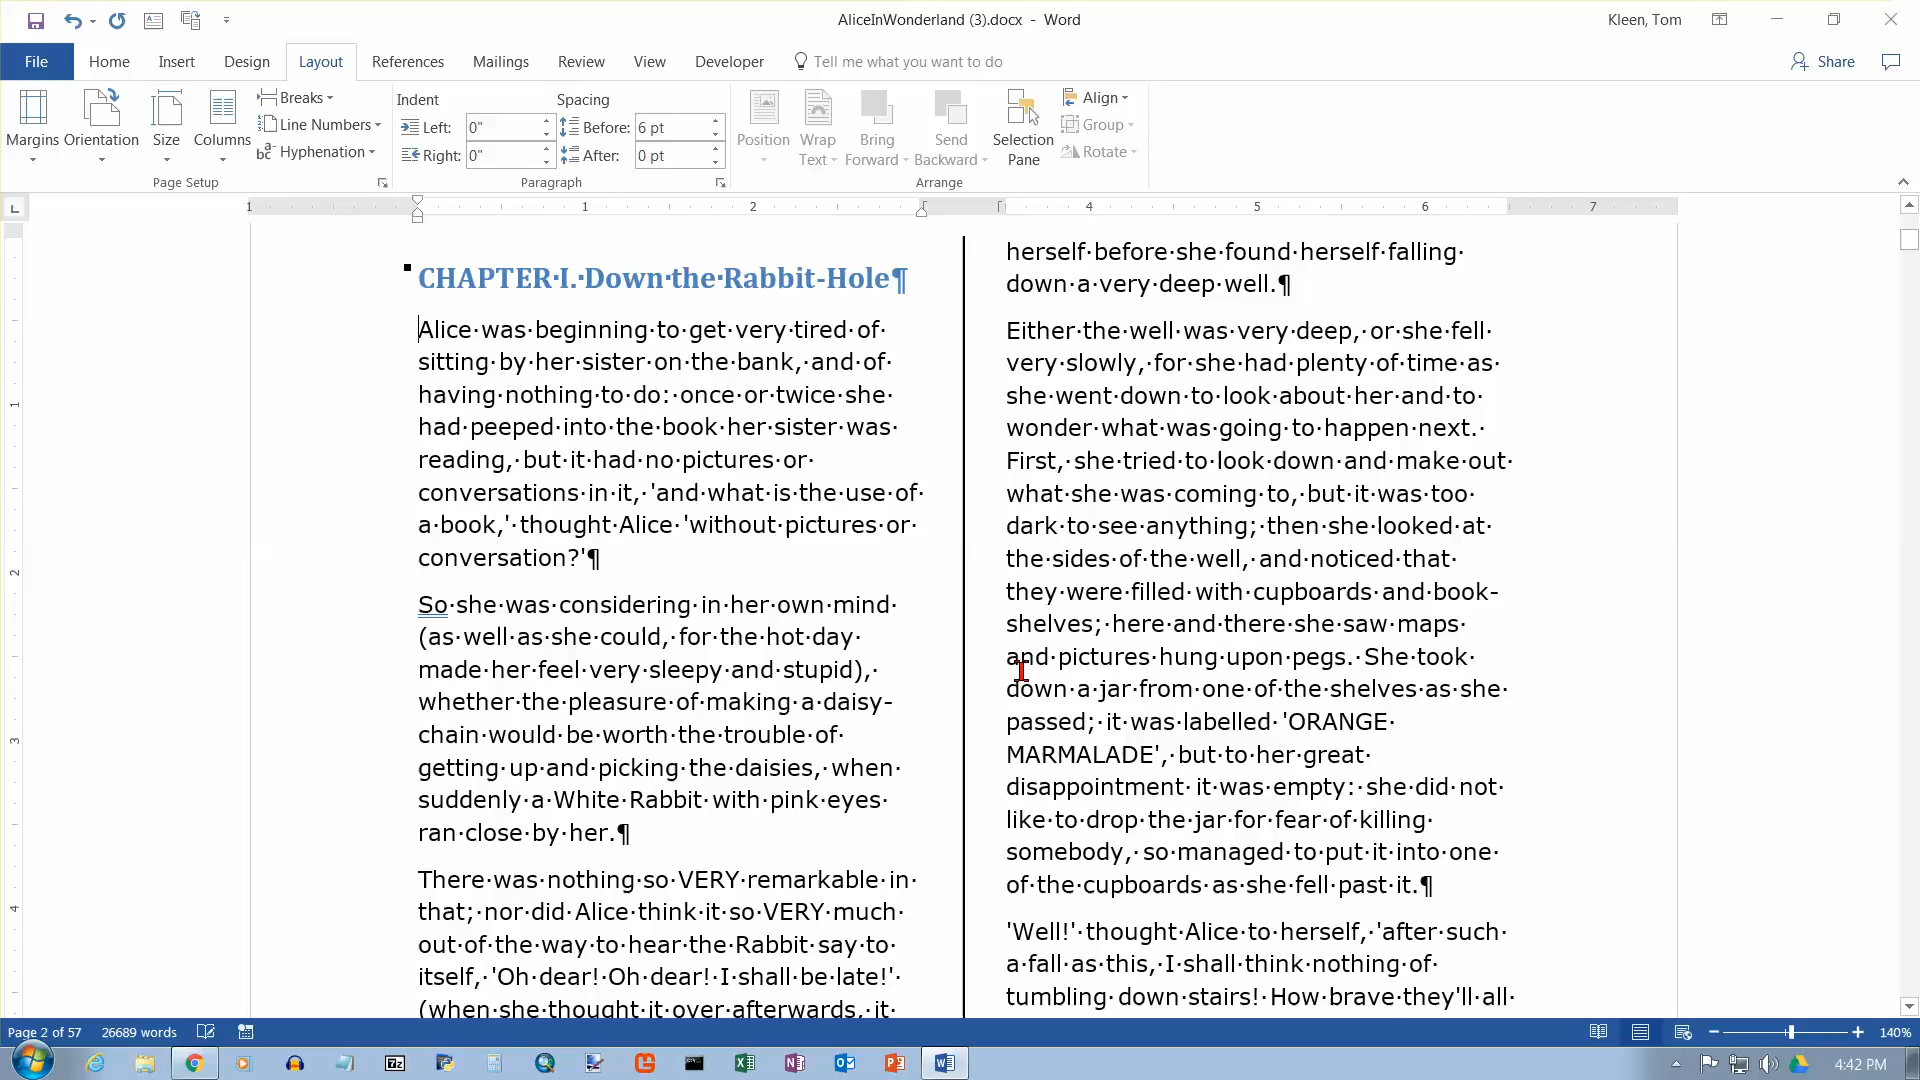 AliceInWonderland (3).docx - Word
Kleen, Tom
File
Home
Insert
Design
Layout
References
Mailings
Review
View
Developer
Tell me what you want to do
Share
Margins
Orientation
Size
Columns
Breaks
Line Numbers
Hyphenation
Page Setup
Indent
Left: 0"
Right: 0"
Spacing
Before: 6 pt
After: 0 pt
Paragraph
Position
Wrap
Text
Bring
Forward
Send
Backward
Selection
Pane
Align
Group
Rotate
Arrange
1 1 2 4 5 6 7
CHAPTER·I.·Down·the·Rabbit-Hole¶
Alice·was·beginning·to·get·very·tired·of·
sitting·by·her·sister·on·the·bank,·and·of·
having·nothing·to·do:·once·or·twice·she·
had·peeped·into·the·book·her·sister·was·
reading,·but·it·had·no·pictures·or·
conversations·in·it,·'and·what·is·the·use·of·
a·book,'·thought·Alice·'without·pictures·or·
conversation?'¶
So·she·was·considering·in·her·own·mind·
(as·well·as·she·could,·for·the·hot·day·
made·her·feel·very·sleepy·and·stupid),·
whether·the·pleasure·of·making·a·daisy-
chain·would·be·worth·the·trouble·of·
getting·up·and·picking·the·daisies,·when·
suddenly·a·White·Rabbit·with·pink·eyes·
ran·close·by·her.¶
There·was·nothing·so·VERY·remarkable·in·
that;·nor·did·Alice·think·it·so·VERY·much·
out·of·the·way·to·hear·the·Rabbit·say·to·
itself,·'Oh·dear!·Oh·dear!·I·shall·be·late!'·
(when·she·thought·it·over·afterwards,·it·
herself·before·she·found·herself·falling·
down·a·very·deep·well.¶
Either·the·well·was·very·deep,·or·she·fell·
very·slowly,·for·she·had·plenty·of·time·as·
she·went·down·to·look·about·her·and·to·
wonder·what·was·going·to·happen·next.·
First,·she·tried·to·look·down·and·make·out·
what·she·was·coming·to,·but·it·was·too·
dark·to·see·anything;·then·she·looked·at·
the·sides·of·the·well,·and·noticed·that·
they·were·filled·with·cupboards·and·book-
shelves;·here·and·there·she·saw·maps·
and·pictures·hung·upon·pegs.·She·took·
down·a·jar·from·one·of·the·shelves·as·she·
passed;·it·was·labelled·'ORANGE·
MARMALADE',·but·to·her·great·
disappointment·it·was·empty:·she·did·not·
like·to·drop·the·jar·for·fear·of·killing·
somebody,·so·managed·to·put·it·into·one·
of·the·cupboards·as·she·fell·past·it.¶
'Well!'·thought·Alice·to·herself,·'after·such·
a·fall·as·this,·I·shall·think·nothing·of·
tumbling·down·stairs!·How·brave·they'll·all·
1
2
3
4
Page 2 of 57
26689 words
140%
4:42 PM